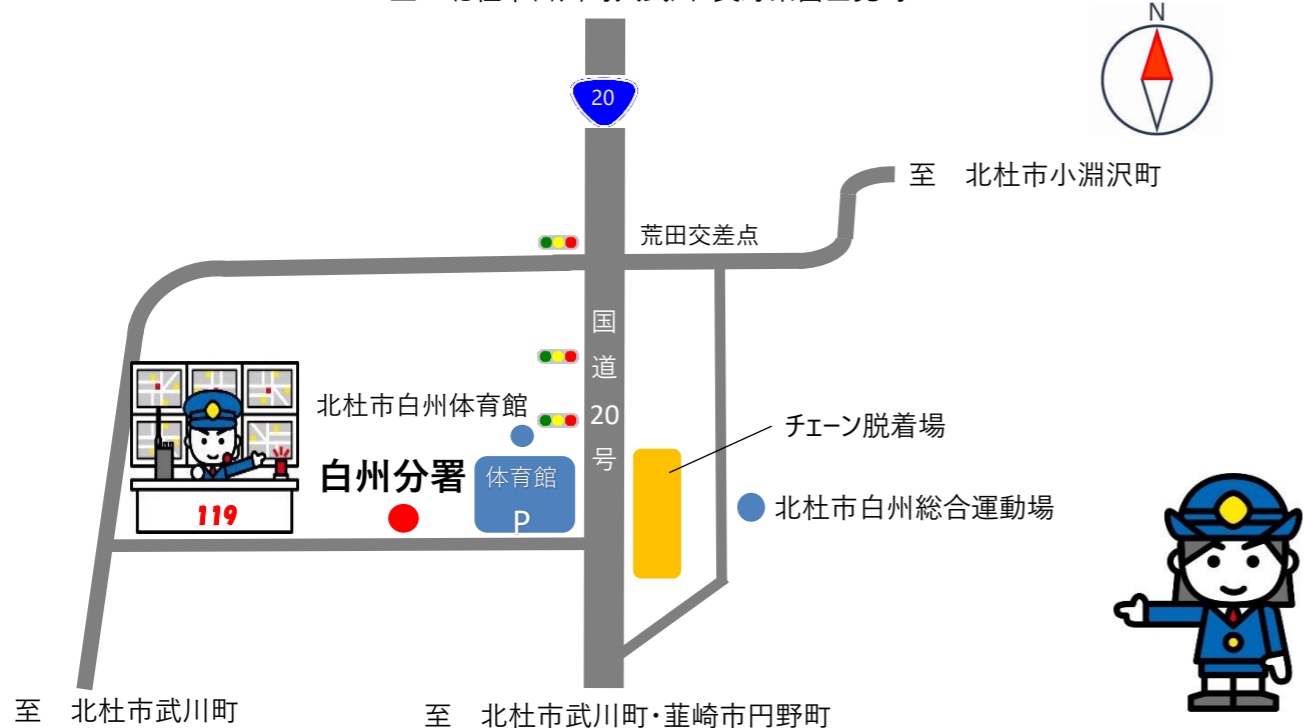 N
20
至　北杜市小淵沢町
荒田交差点
国道20号
北杜市白州体育館
チェーン脱着場
白州分署
体育館
P
北杜市白州総合運動場
119
至　北杜市武川町
至　北杜市武川町・韮崎市円野町